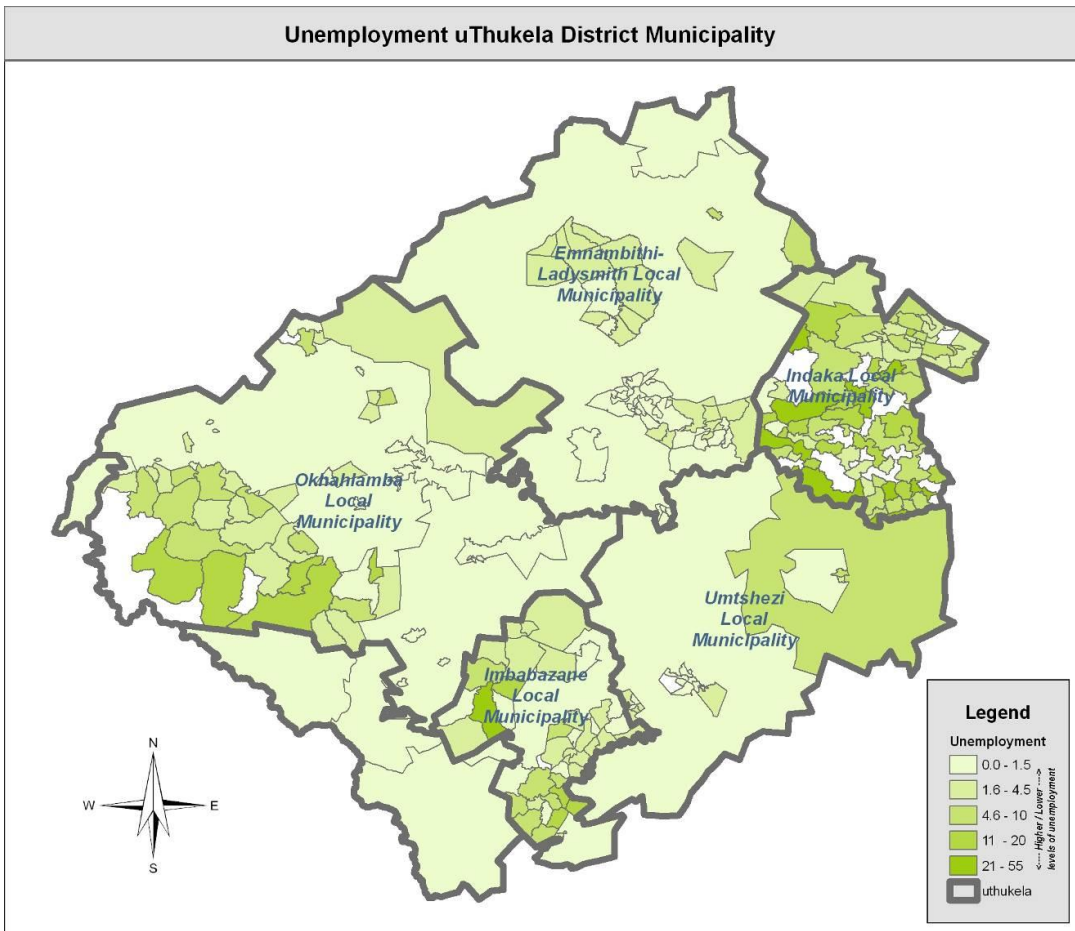 Unemployment uThukela District Municipality
Emnambithi-
Ladysmith Local
Municipality
Indaka Local
Municipality
Okhahlamba
Local
Municipality
Umtshezi
Local
Municipality
Imbabazane
Local
Municipality
N
W
E
S
Legend
Unemployment
0.0 - 1.5
1.6 - 4.5
4.6 - 10
11 - 20
21 - 55
uthukela
<---- Higher / Lower ---->
levels of unemployment